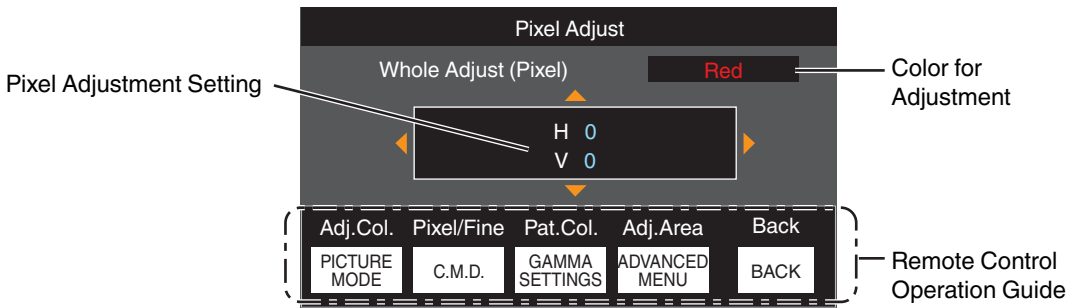 Pixel Adjust
Whole Adjust (Pixel)
Red
Pixel Adjustment Setting
Color for
Adjustment
H 0
V 0
Adj.Col.
Pixel/Fine
Pat.Col.
Adj.Area
Back
PICTURE
MODE
C.M.D.
GAMMA
SETTINGS
ADVANCED
MENU
BACK
Remote Control
Operation Guide